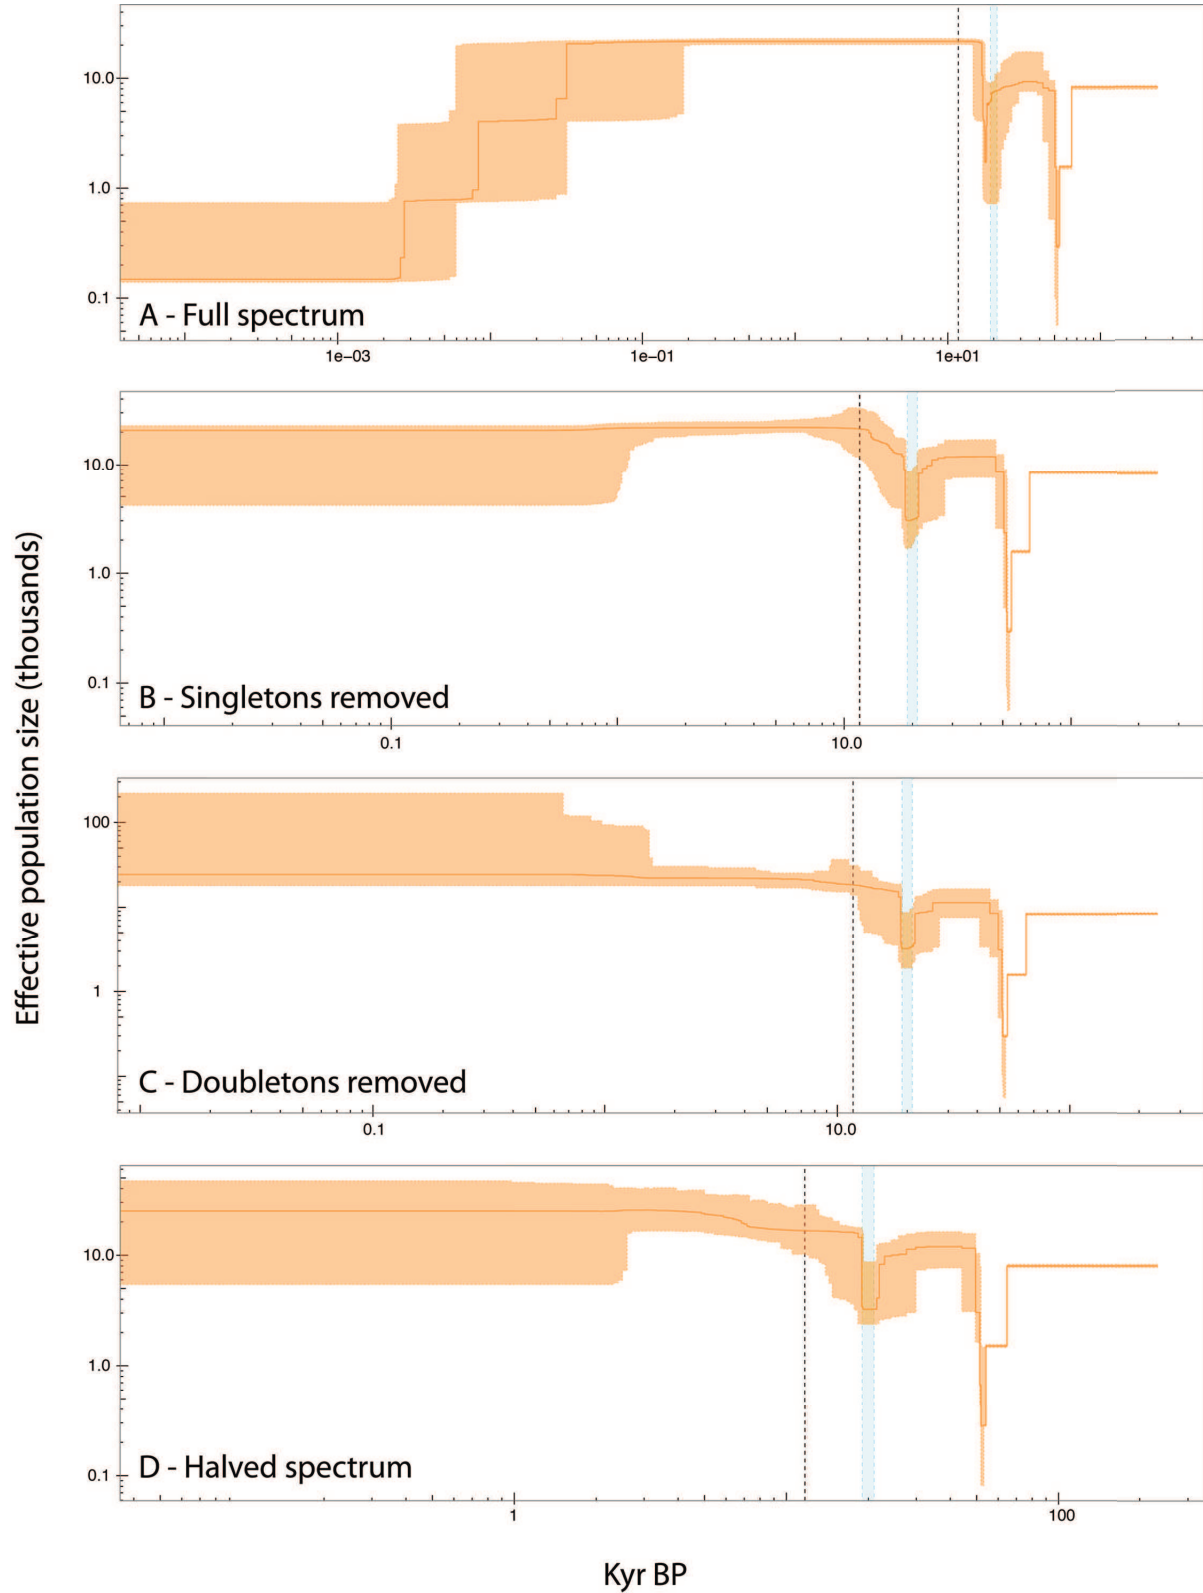 10.0
1.0
0.1
A - Full spectrum
1e−03
1e−01
1e+01
10.0
1.0
0.1
B - Singletons removed
0.1
10.0
Effective population size (thousands)
100
1
C - Doubletons removed
0.1
10.0
10.0
1.0
0.1
D - Halved spectrum
1
100
Kyr BP